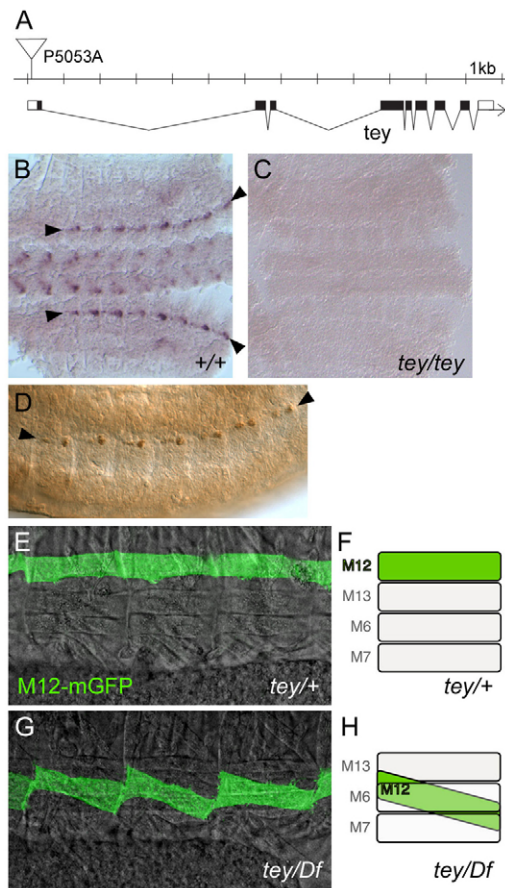 A
P5053A
1kb
tey
B
+/+
C
tey/tey
D
E
M12-mGFP
tey/+
F
M12
M13
M6
M7
tey/+
G
tey/Df
H
M13
M12
M6
M7
tey/Df